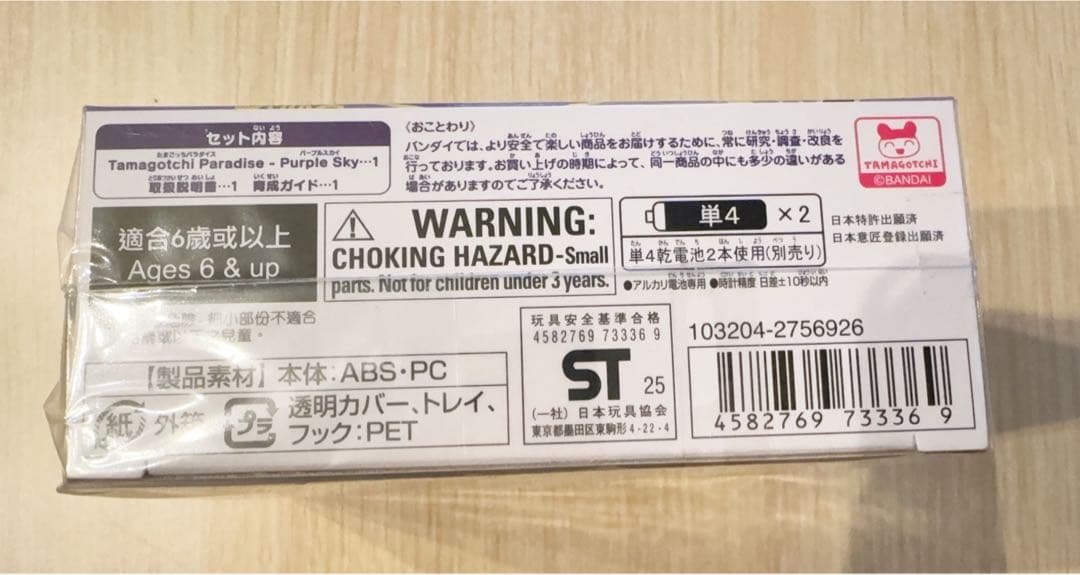 セット内容
Tamagotchi Paradise - Purple Sky…1
取扱説明書…1 育成ガイド…1
〈おことわり〉
バンダイでは、より安全で楽しい商品をお届けするために、常に研究・調査・改良を
行っております。お買い上げの時期によって、同一商品の中にも多少の違いがある
場合がありますのでご了承ください。
TAMAGOTCHI
©BANDAI
適合6歲或以上
Ages 6 & up
WARNING:
CHOKING HAZARD-Small
parts. Not for children under 3 years.
単4 ×2
単4乾電池2本使用(別売り)
●アルカリ電池専用 ●時計精度 日差±10秒以内
日本特許出願済
日本意匠登録出願済
細小部份不適合
兒童。
【製品素材】本体:ABS・PC
紙 外箱
プラ 透明カバー、トレイ、
フック:PET
玩具安全基準合格
4582769 73336 9
ST 25
(一社)日本玩具協会
東京都墨田区東駒形4-22-4
103204-2756926
4582769 73336 9